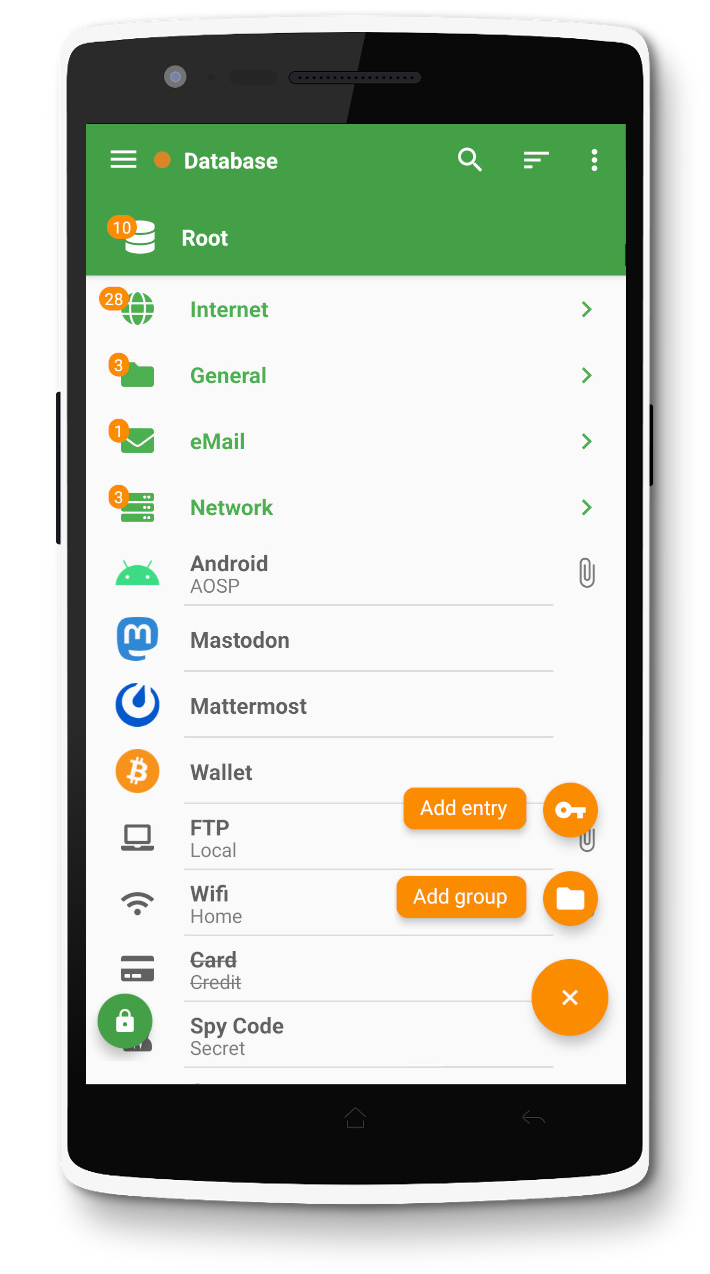 Database
10
Root
28
Internet
3
General
1
eMail
3
Network
Android
AOSP
Mastodon
Mattermost
Wallet
Add entry
FTP
Local
Wifi
Add group
Home
Card
Credit
Spy Code
Secret